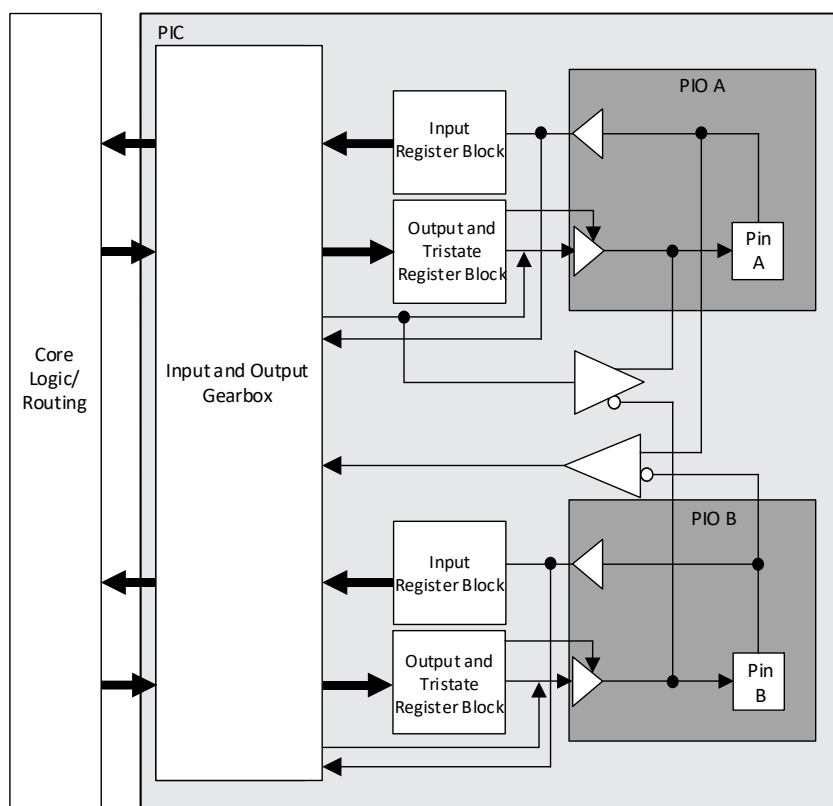 PIC
PIO A
Input
Register Block
Output and
Tristate
Register Block
Pin
A
Core
Logic/
Routing
Input and Output
Gearbox
PIO B
Input
Register Block
Output and
Tristate
Register Block
Pin
B